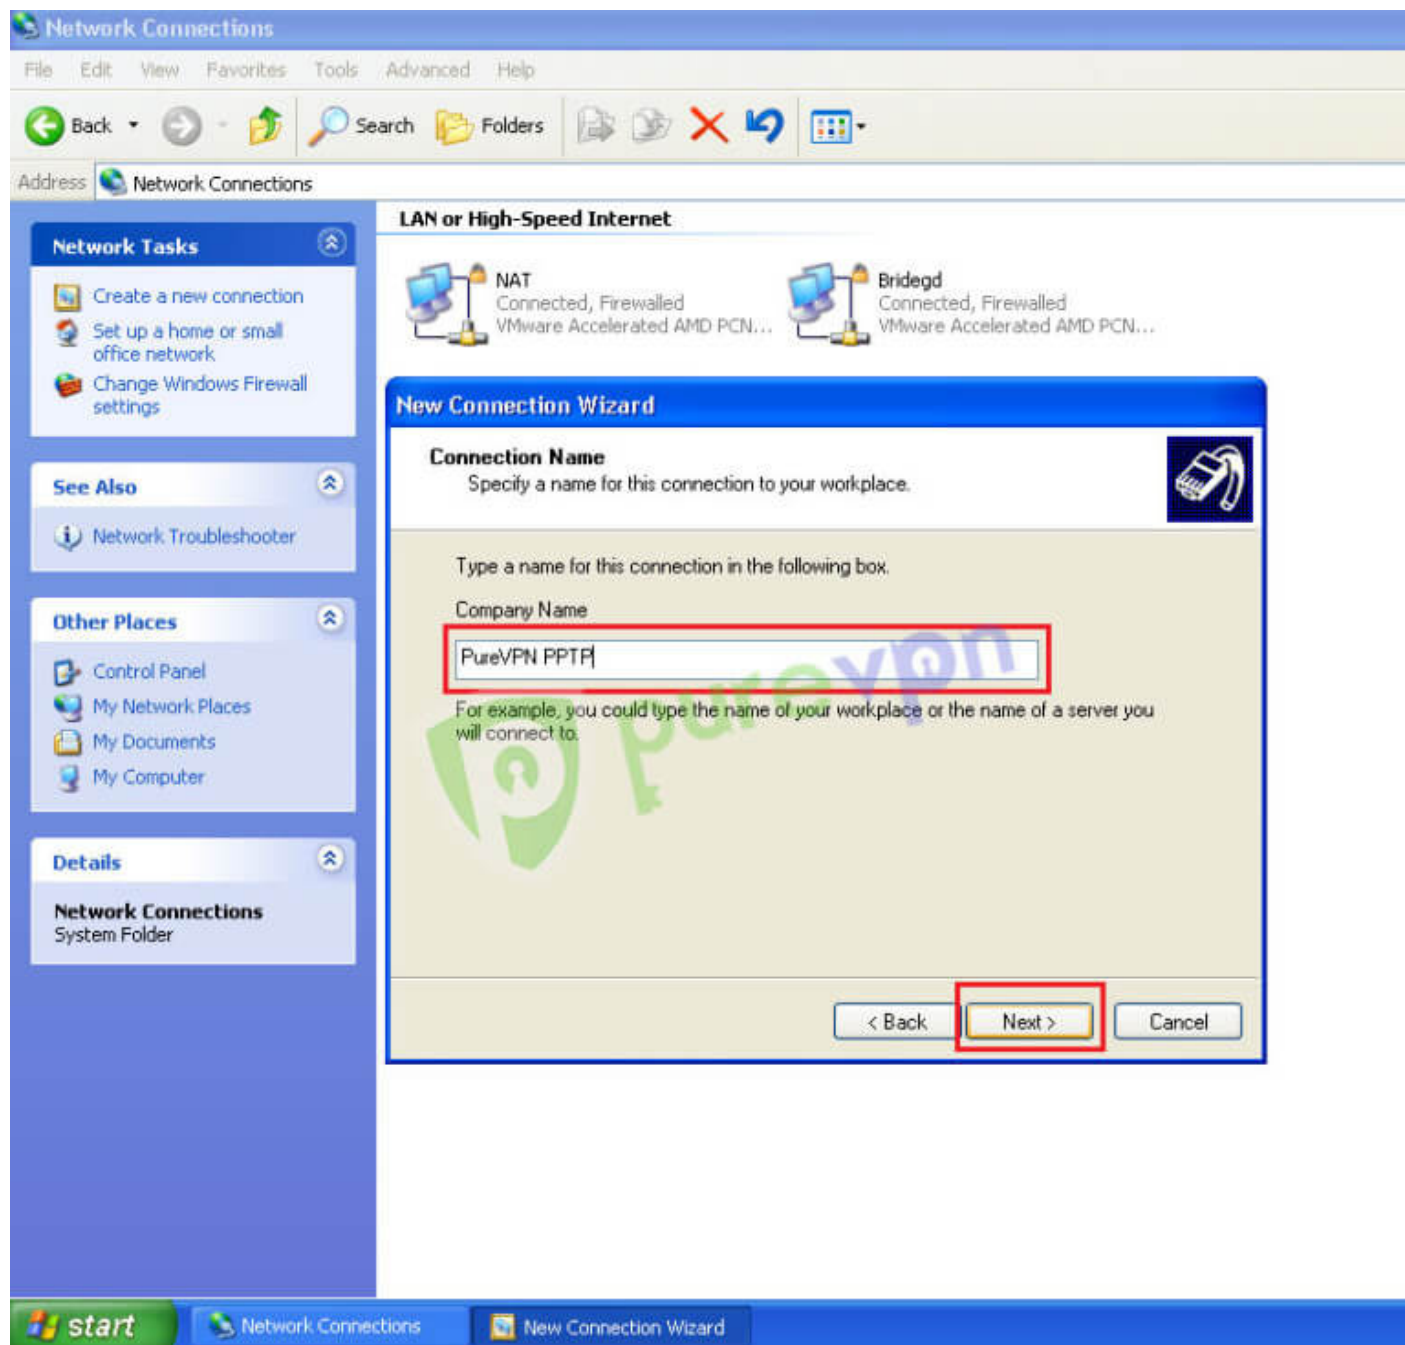 Network Connections
File Edit View Favorites Tools Advanced Help
Back Search Folders
Address Network Connections
Network Tasks
Create a new connection
Set up a home or small
office network
Change Windows Firewall
settings
See Also
Network Troubleshooter
Other Places
Control Panel
My Network Places
My Documents
My Computer
Details
Network Connections
System Folder
LAN or High-Speed Internet
NAT
Connected, Firewalled
VMware Accelerated AMD PCN...
Bridegd
Connected, Firewalled
VMware Accelerated AMD PCN...
New Connection Wizard
Connection Name
Specify a name for this connection to your workplace.
Type a name for this connection in the following box.
Company Name
PureVPN PPTP
For example, you could type the name of your workplace or the name of a server you
will connect to.
purevpn
< Back Next > Cancel
start Network Connections New Connection Wizard